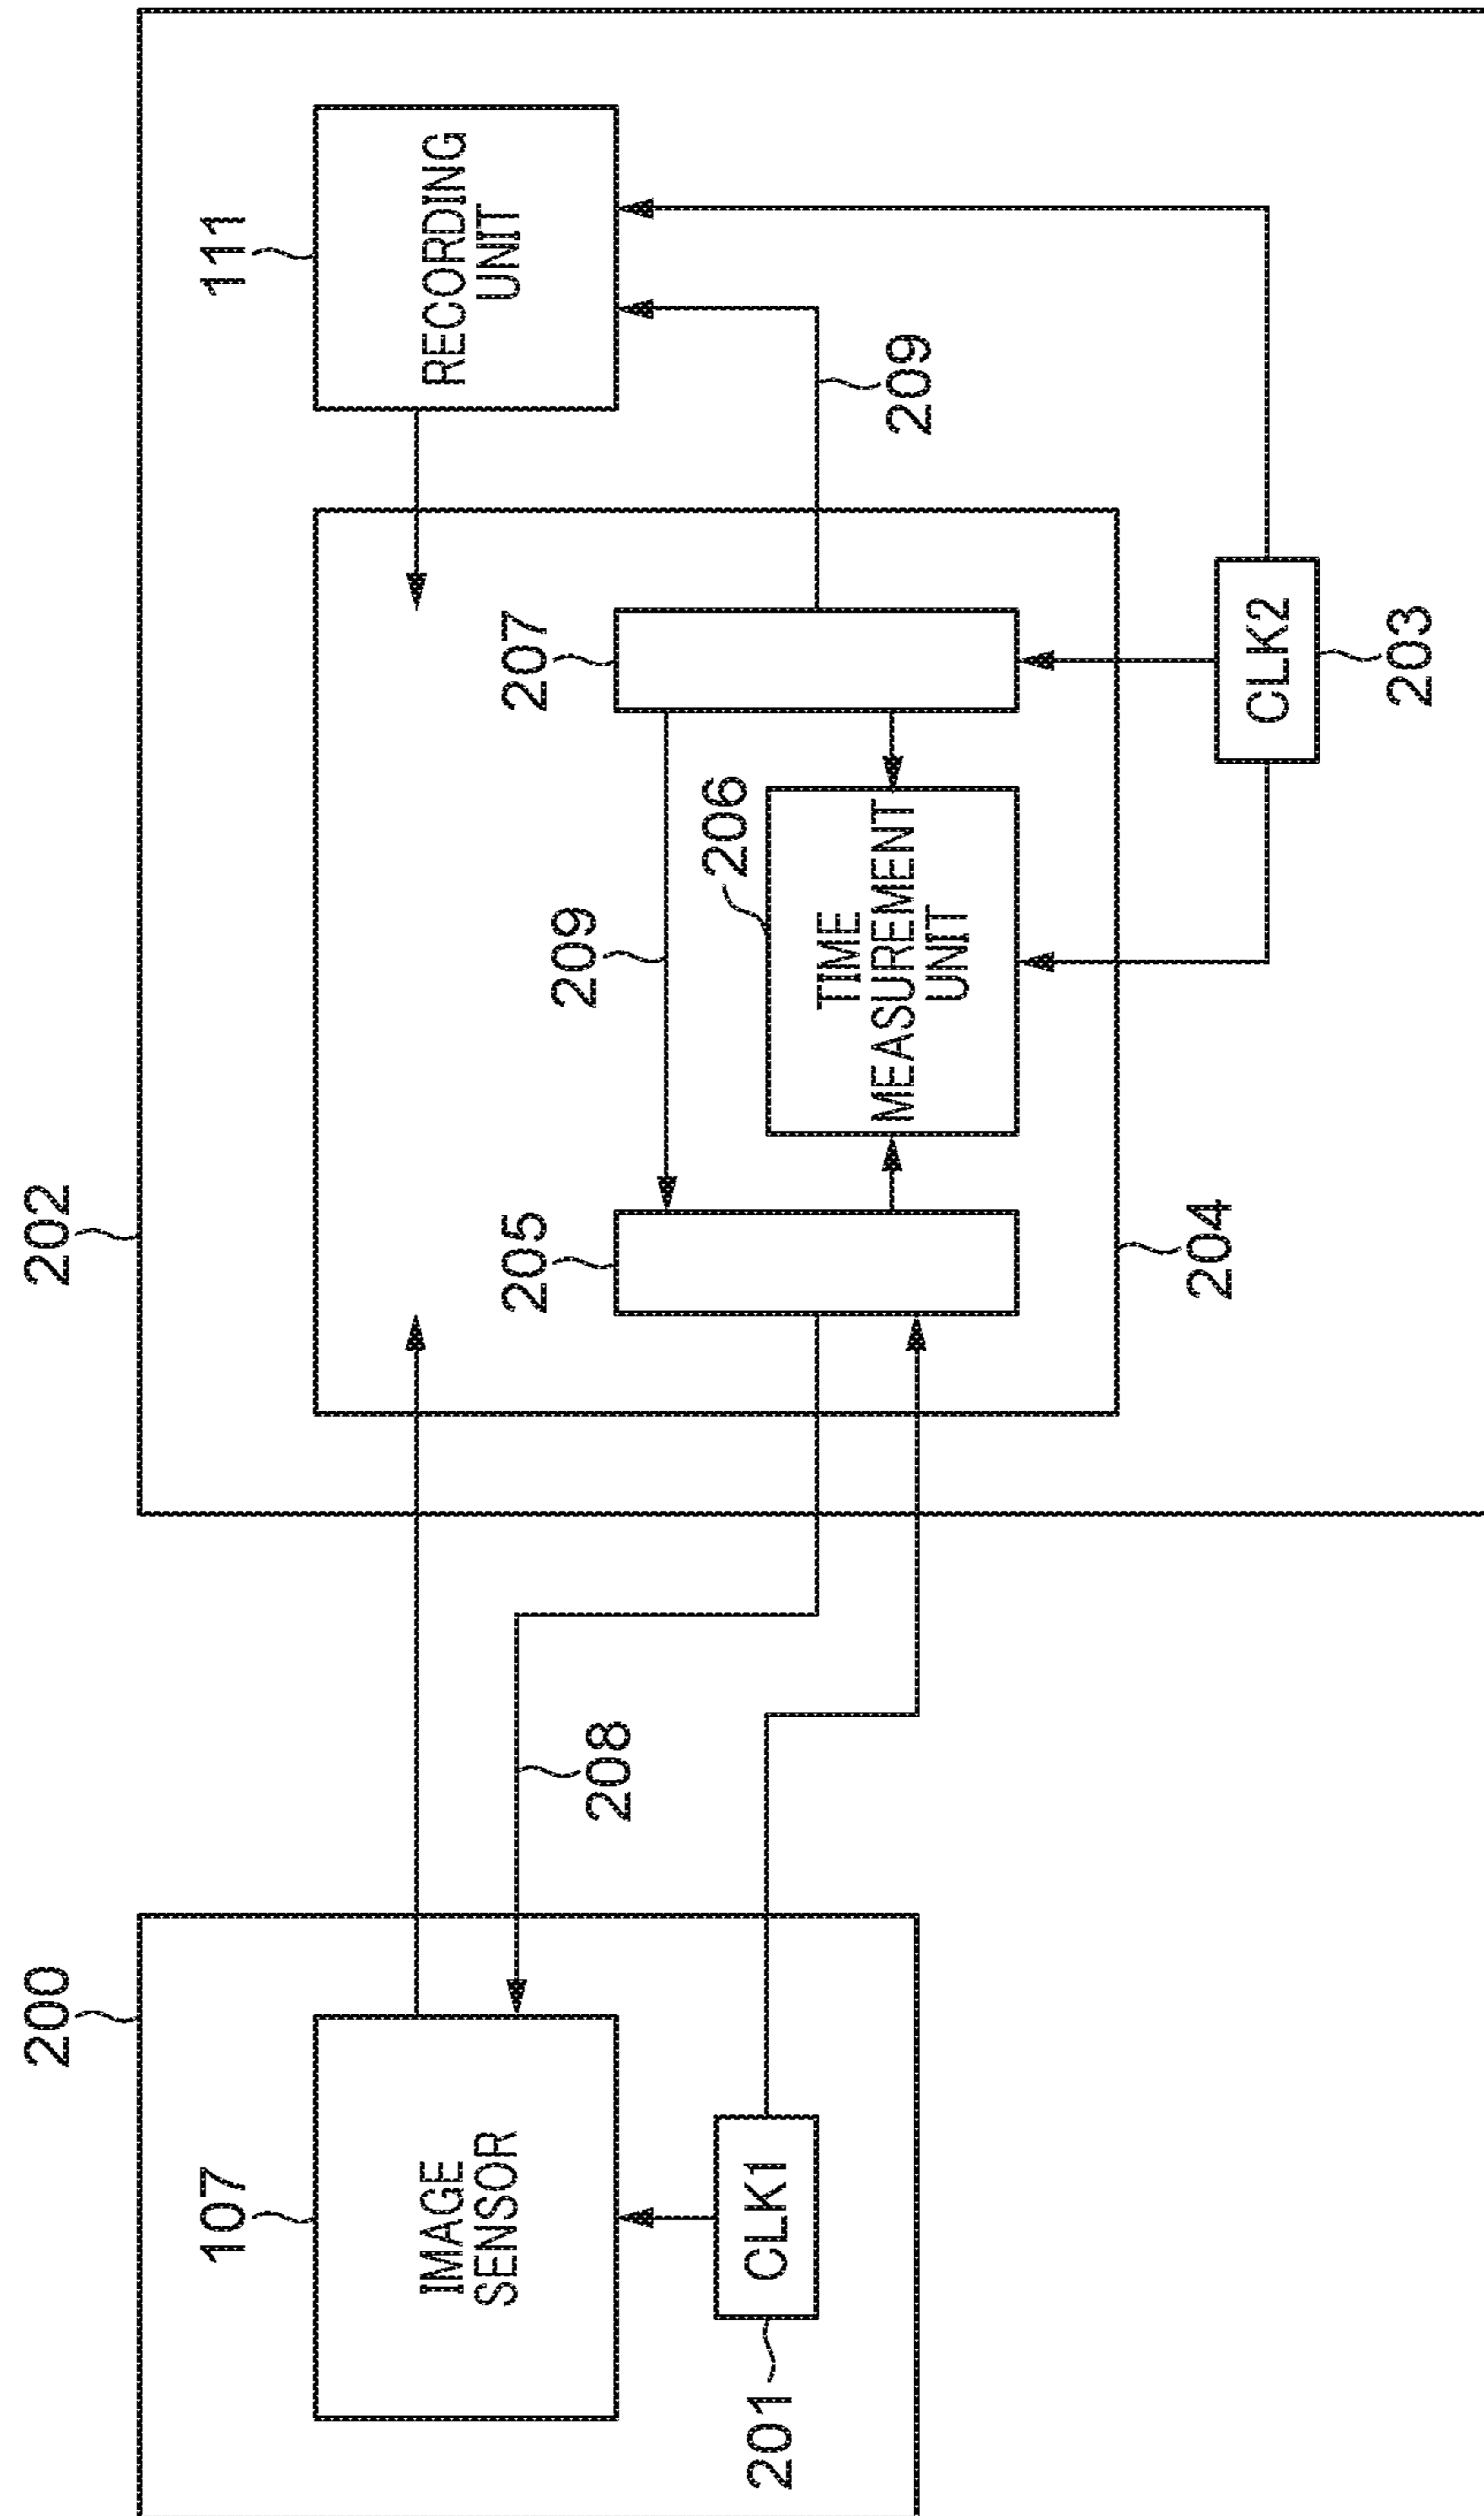 200
202
107
IMAGE
SENSOR
CLK1
201
208
111
RECORDING
UNIT
205
209
207
206
TIME
MEASUREMENT
UNIT
209
204
CLK2
203